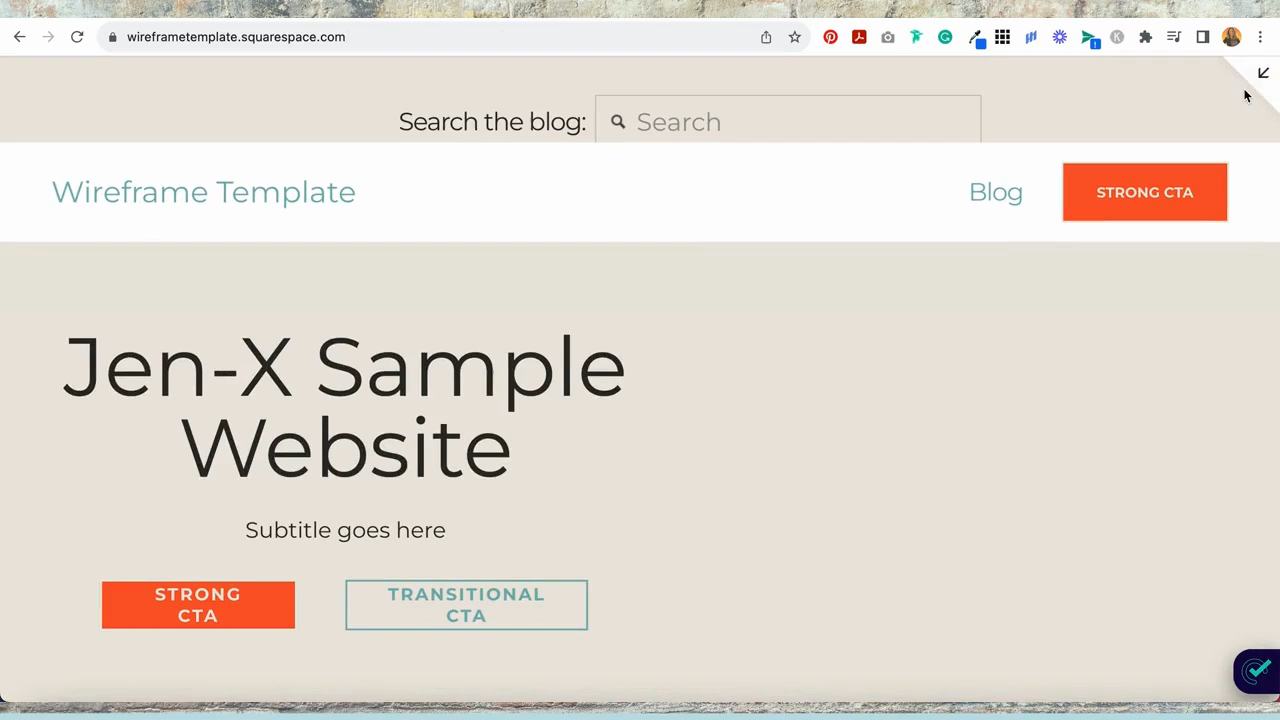 wireframetemplate.squarespace.com
Search the blog: Search
Wireframe Template Blog STRONG CTA
Jen-X Sample
Website
Subtitle goes here
STRONG
CTA
TRANSITIONAL
CTA